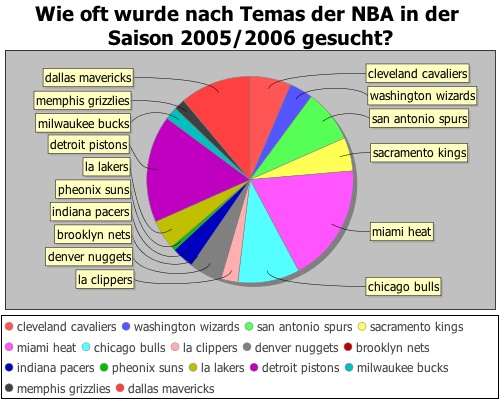 Wie oft wurde nach Temas der NBA in der
Saison 2005/2006 gesucht?
dallas mavericks
memphis grizzlies
milwaukee bucks
detroit pistons
la lakers
pheonix suns
indiana pacers
brooklyn nets
denver nuggets
la clippers
cleveland cavaliers
washington wizards
san antonio spurs
sacramento kings
miami heat
chicago bulls
cleveland cavaliers washington wizards san antonio spurs sacramento kings
miami heat chicago bulls la clippers denver nuggets brooklyn nets
indiana pacers pheonix suns la lakers detroit pistons milwaukee bucks
memphis grizzlies dallas mavericks